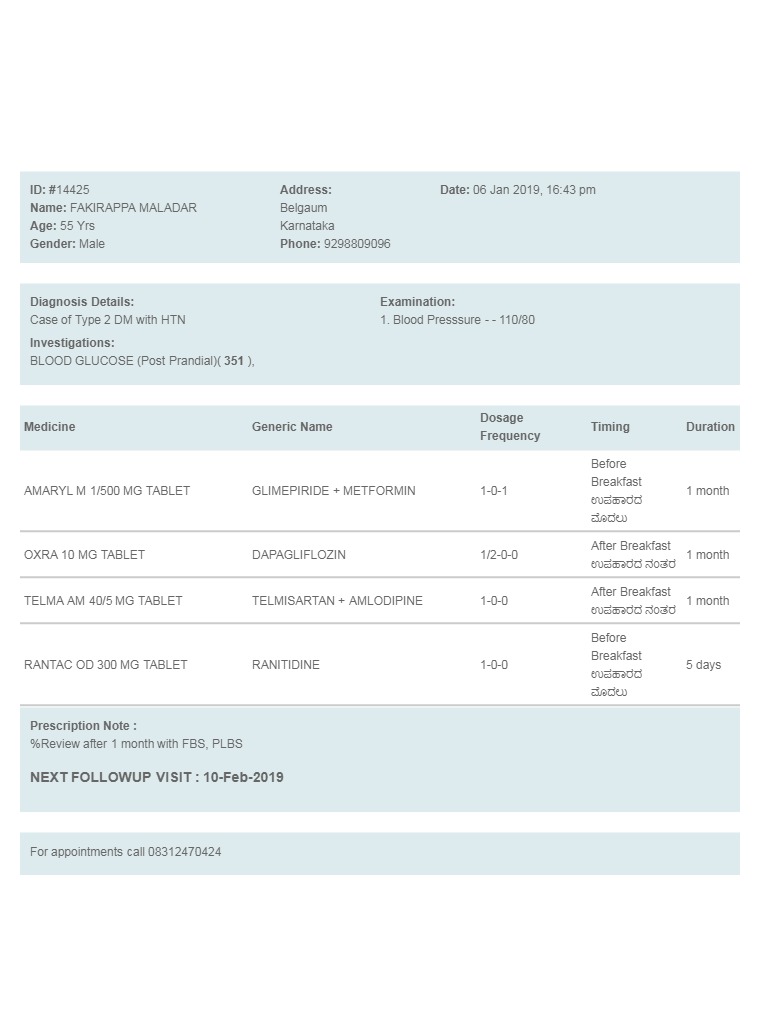 ID: #14425
Name: FAKIRAPPA MALADAR
Age: 55 Yrs
Gender: Male
Address:
Belgaum
Karnataka
Phone: 9298809096
Date: 06 Jan 2019, 16:43 pm
Diagnosis Details:
Case of Type 2 DM with HTN
Investigations:
BLOOD GLUCOSE (Post Prandial)( 351 ),
Examination:
1. Blood Presssure - - 110/80
Medicine Generic Name Dosage Frequency Timing Duration
AMARYL M 1/500 MG TABLET GLIMEPIRIDE + METFORMIN 1-0-1 Before Breakfast ಉಪಹಾರದ ಮೊದಲು 1 month
OXRA 10 MG TABLET DAPAGLIFLOZIN 1/2-0-0 After Breakfast ಉಪಹಾರದ ನಂತರ 1 month
TELMA AM 40/5 MG TABLET TELMISARTAN + AMLODIPINE 1-0-0 After Breakfast ಉಪಹಾರದ ನಂತರ 1 month
RANTAC OD 300 MG TABLET RANITIDINE 1-0-0 Before Breakfast ಉಪಹಾರದ ಮೊದಲು 5 days
Prescription Note :
%Review after 1 month with FBS, PLBS
NEXT FOLLOWUP VISIT : 10-Feb-2019
For appointments call 08312470424